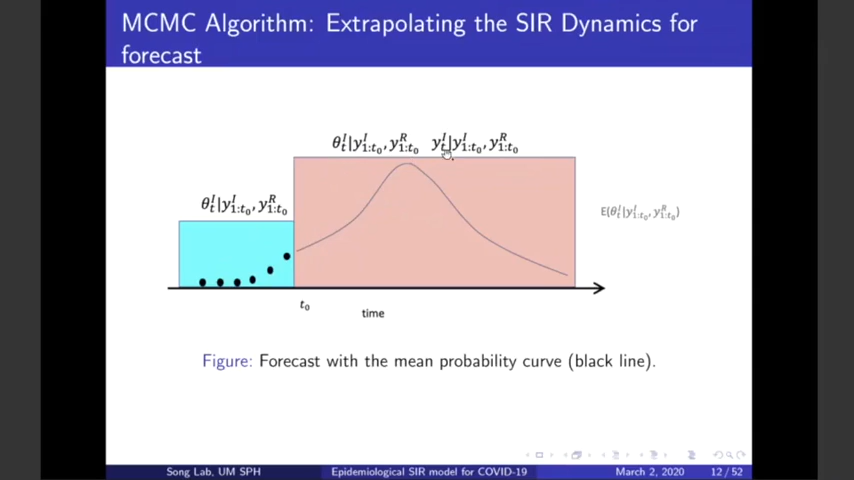 MCMC Algorithm: Extrapolating the SIR Dynamics for
forecast
θ_t^I|y_{1:t_0}^I, y_{1:t_0}^R   y_t^I|y_{1:t_0}^I, y_{1:t_0}^R
θ_t^I|y_{1:t_0}^I, y_{1:t_0}^R
E(θ_t^I|y_{1:t_0}^I, y_{1:t_0}^R)
t_0
time
Figure: Forecast with the mean probability curve (black line).
Song Lab, UM SPH   Epidemiological SIR model for COVID-19   March 2, 2020   12 / 52